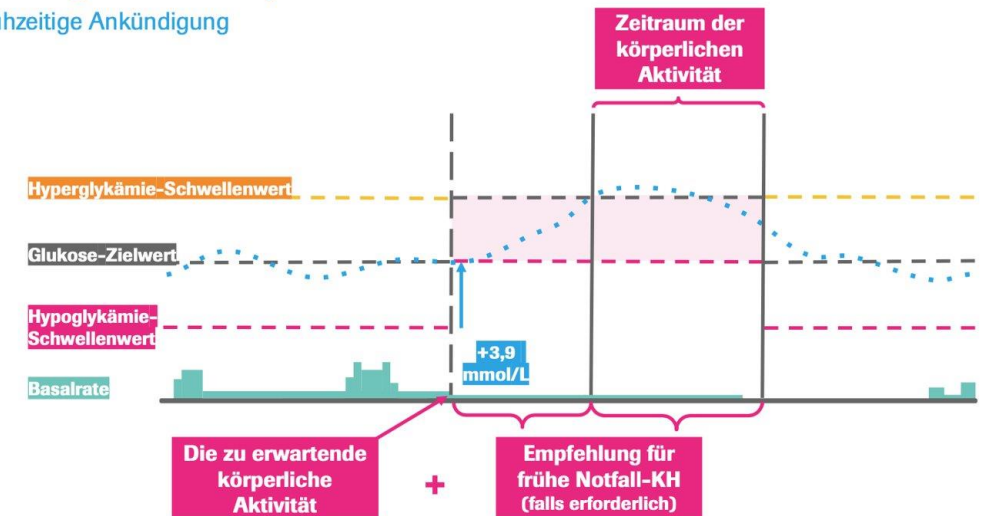 hzeitige Ankündigung
Zeitraum der
körperlichen
Aktivität
Hyperglykämie-Schwellenwert
Glukose-Zielwert
Hypoglykämie-
Schwellenwert
+3,9
mmol/L
Basalrate
Die zu erwartende
körperliche
Aktivität
+
Empfehlung für
frühe Notfall-KH
(falls erforderlich)